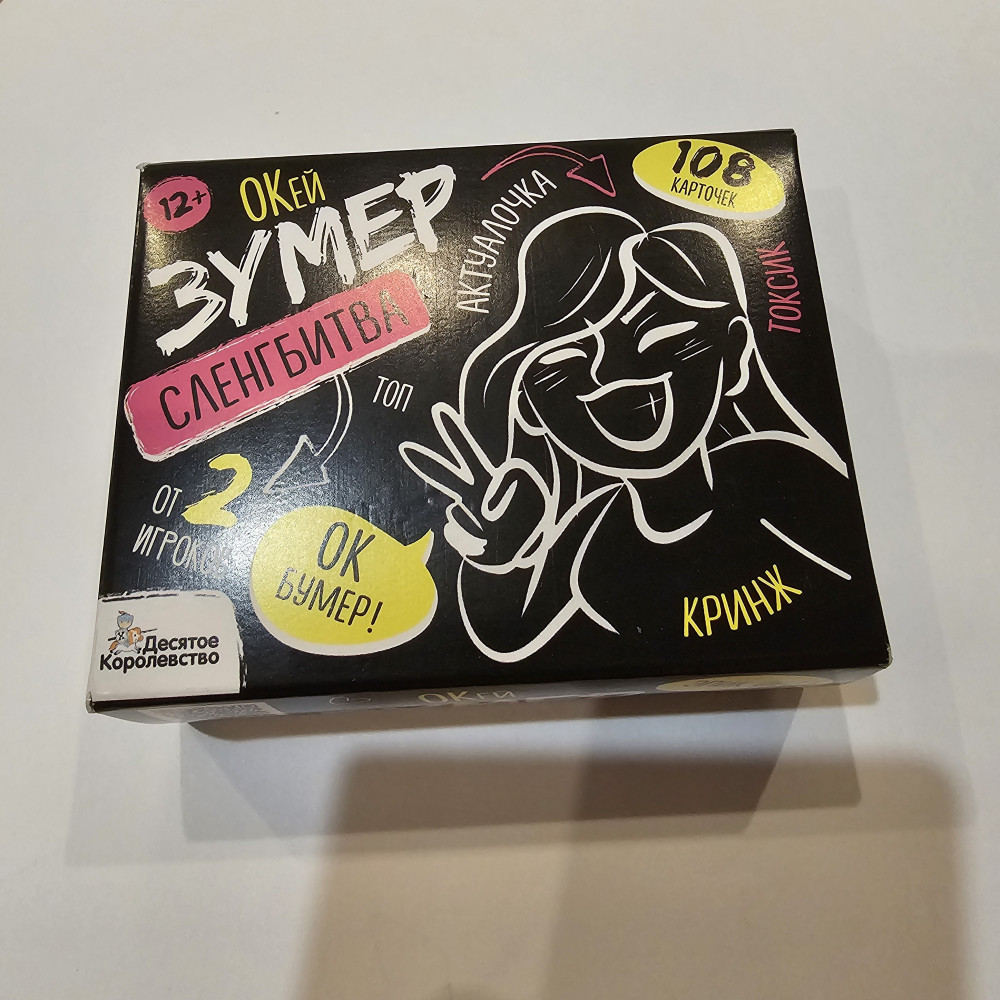 12+
ОКЕЙ
ЗУМЕР
СЛЕНГБИТВА
АКТУАЛОЧКА
108
КАРТОЧЕК
ТОКСИК
ТОП
ОТ 2
ИГРОКОВ
ОК
БУМЕР!
КРИНЖ
Десятое
Королевство
ОКЕЙ